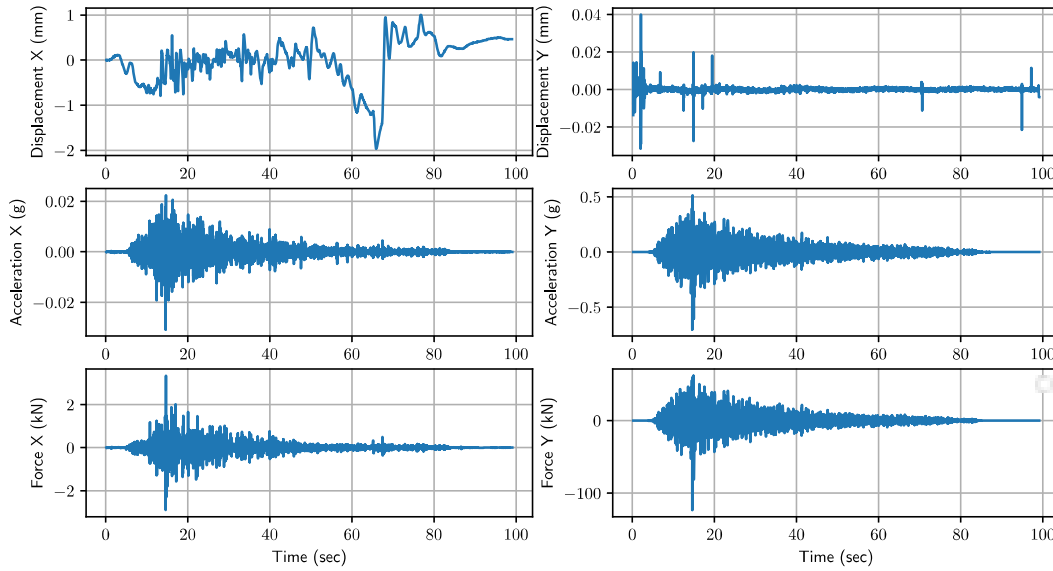 Displacement X (mm)
1
0
−1
−2
0 20 40 60 80 100
Displacement Y (mm)
0.04
0.02
0.00
−0.02
0 20 40 60 80 100
Acceleration X (g)
0.02
0.00
−0.02
0 20 40 60 80 100
Acceleration Y (g)
0.5
0.0
−0.5
0 20 40 60 80 100
Force X (kN)
2
0
−2
0 20 40 60 80 100
Time (sec)
Force Y (kN)
0
−100
0 20 40 60 80 100
Time (sec)